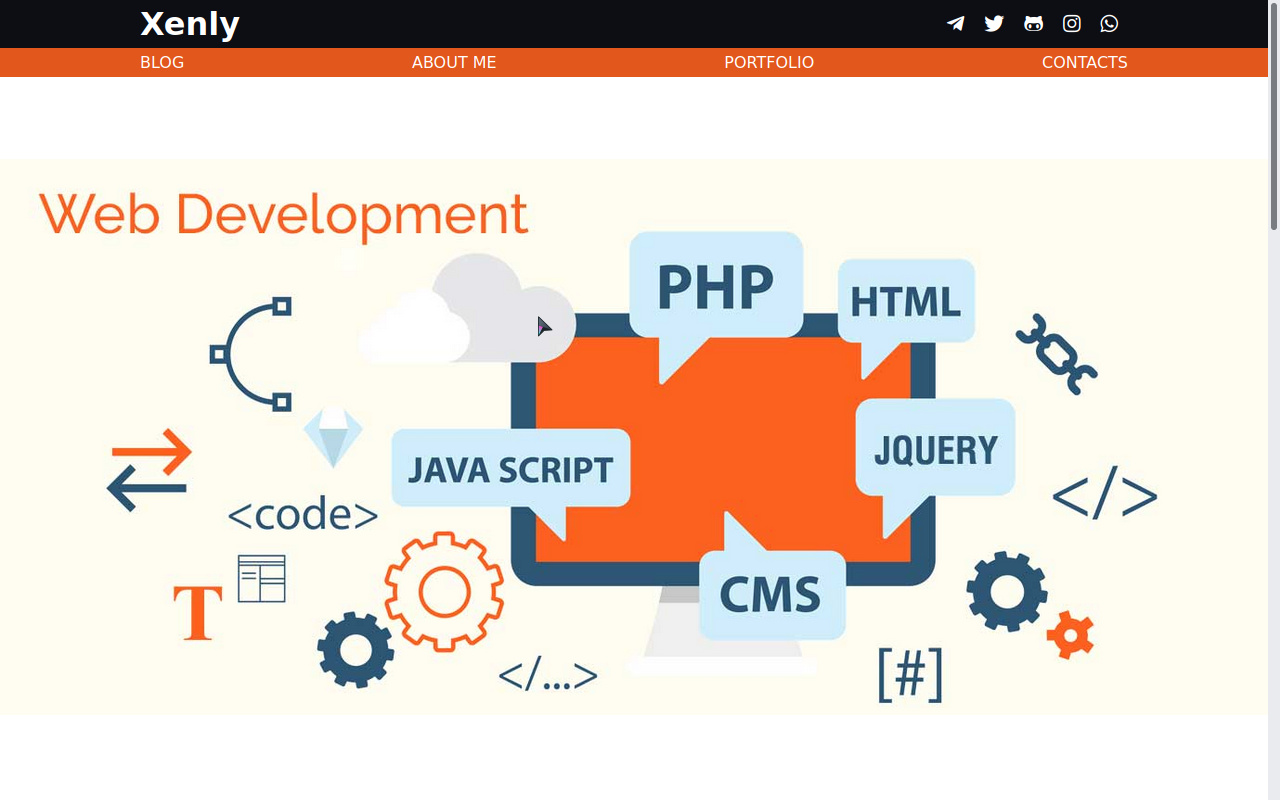 Xenly
BLOG
ABOUT ME
PORTFOLIO
CONTACTS
Web Development
PHP
HTML
JAVA SCRIPT
JQUERY
<code>
</>
T
CMS
</...>
[#]